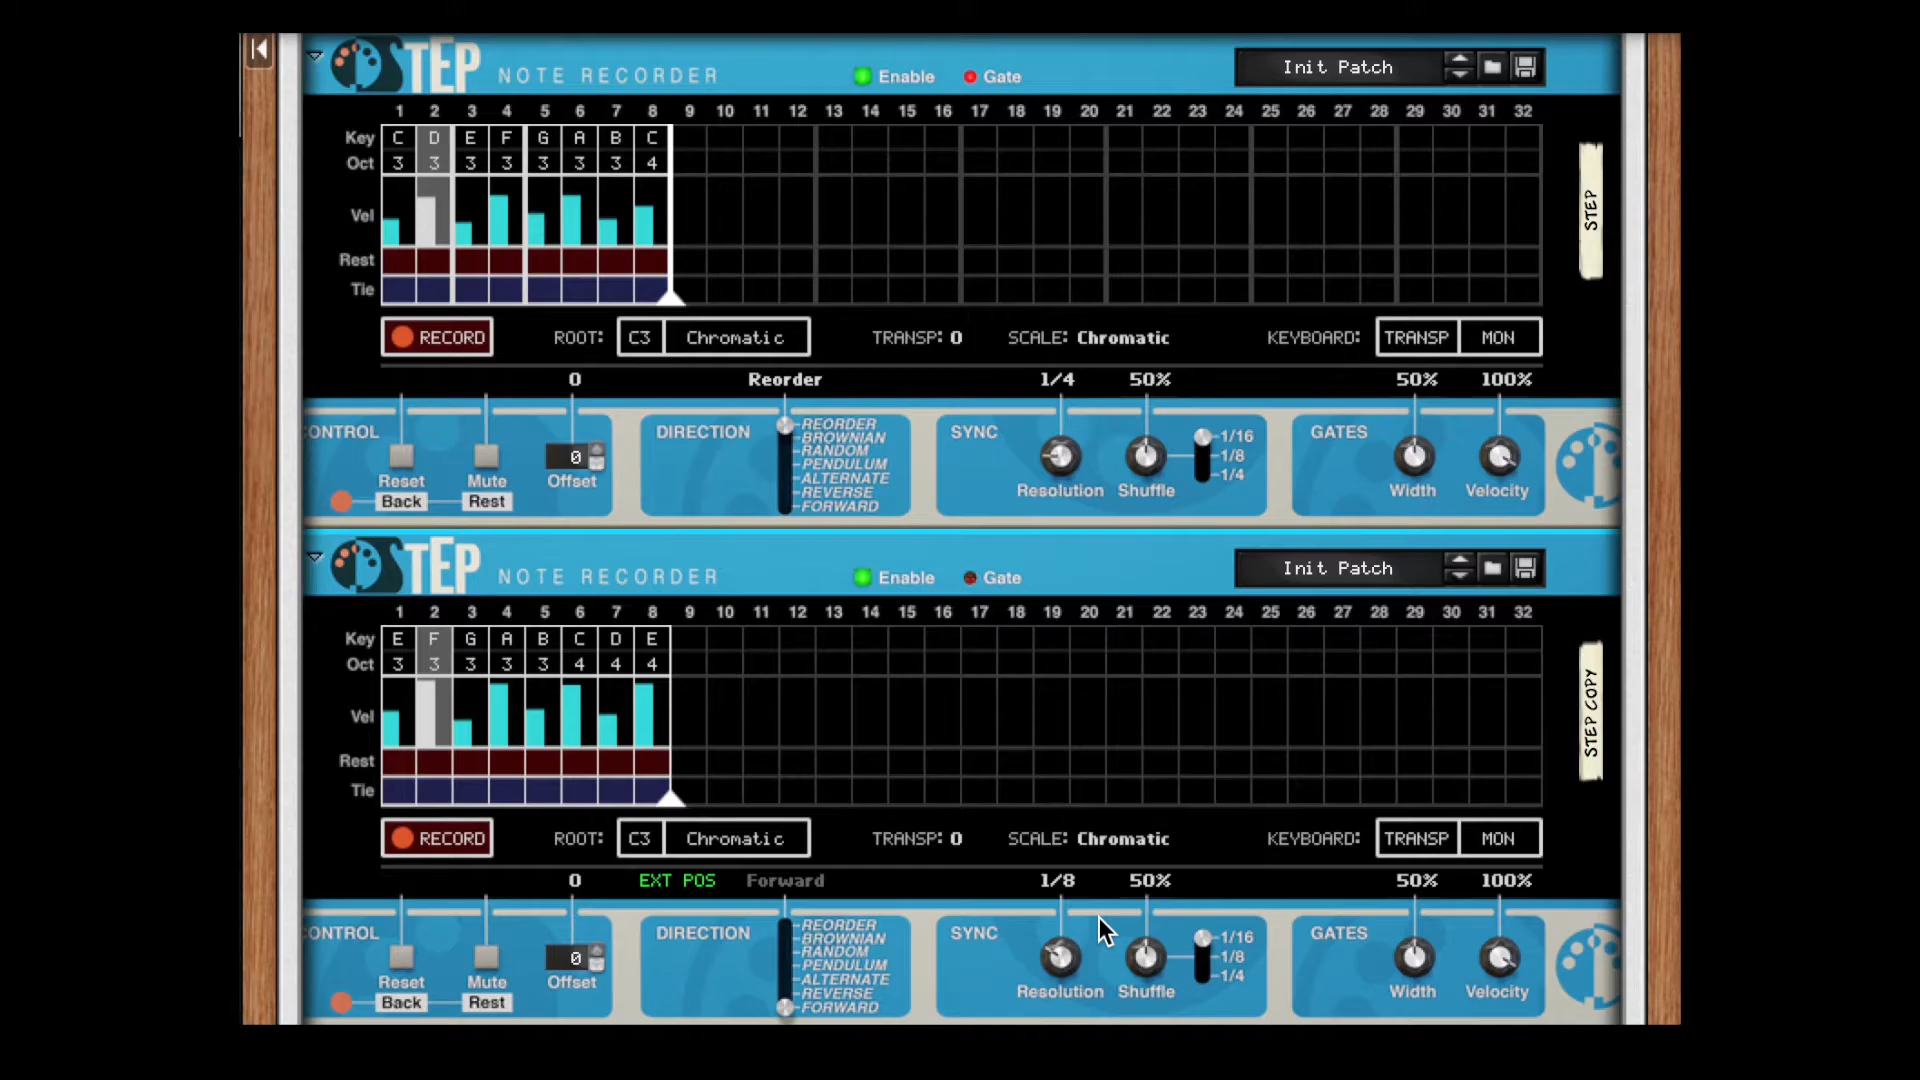 STEP NOTE RECORDER Enable Gate Init Patch
1 2 3 4 5 6 7 8 9 10 11 12 13 14 15 16 17 18 19 20 21 22 23 24 25 26 27 28 29 30 31 32
Key C D E F G A B C
Oct 3 3 3 3 3 3 3 4
Vel
Rest
Tie
STEP
RECORD ROOT: C3 Chromatic TRANSP: 0 SCALE: Chromatic KEYBOARD: TRANSP MON
0 Reorder 1/4 50% 50% 100%
CONTROL DIRECTION SYNC GATES
REORDER
BROWNIAN
RANDOM
PENDULUM
ALTERNATE
REVERSE
FORWARD
0
1/16
1/8
1/4
Reset Mute Offset Resolution Shuffle Width Velocity
Back Rest
STEP NOTE RECORDER Enable Gate Init Patch
1 2 3 4 5 6 7 8 9 10 11 12 13 14 15 16 17 18 19 20 21 22 23 24 25 26 27 28 29 30 31 32
Key E F G A B C D E
Oct 3 3 3 3 3 4 4 4
Vel
Rest
Tie
STEP COPY
RECORD ROOT: C3 Chromatic TRANSP: 0 SCALE: Chromatic KEYBOARD: TRANSP MON
0 EXT POS Forward 1/8 50% 50% 100%
CONTROL DIRECTION SYNC GATES
REORDER
BROWNIAN
RANDOM
PENDULUM
ALTERNATE
REVERSE
FORWARD
0
1/16
1/8
1/4
Reset Mute Offset Resolution Shuffle Width Velocity
Back Rest